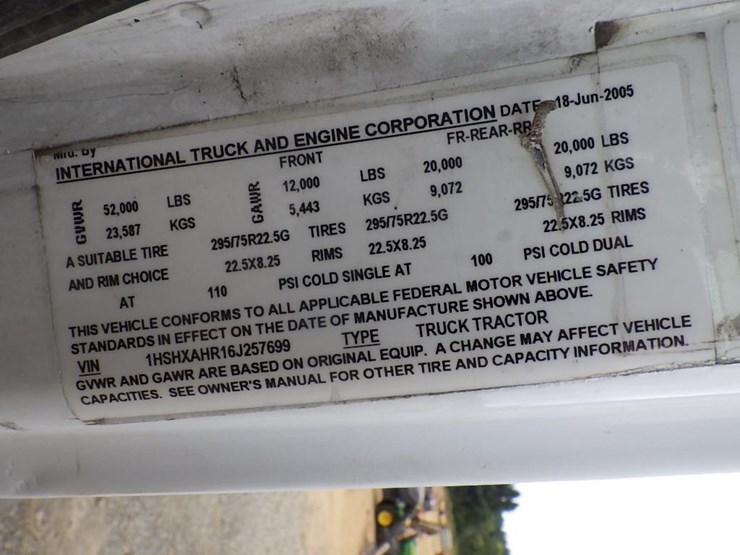 Mfd. By
INTERNATIONAL TRUCK AND ENGINE CORPORATION DATE 18-Jun-2005
FRONT FR-REAR-RR
GVWR 52,000 LBS GAWR 12,000 LBS 20,000 20,000 LBS
23,587 KGS 5,443 KGS 9,072 9,072 KGS
A SUITABLE TIRE 295/75R22.5G TIRES 295/75R22.5G 295/75R22.5G TIRES
AND RIM CHOICE 22.5X8.25 RIMS 22.5X8.25 22.5X8.25 RIMS
AT 110 PSI COLD SINGLE AT 100 PSI COLD DUAL
THIS VEHICLE CONFORMS TO ALL APPLICABLE FEDERAL MOTOR VEHICLE SAFETY
STANDARDS IN EFFECT ON THE DATE OF MANUFACTURE SHOWN ABOVE.
VIN 1HSHXAHR16J257699 TYPE TRUCK TRACTOR
GVWR AND GAWR ARE BASED ON ORIGINAL EQUIP. A CHANGE MAY AFFECT VEHICLE
CAPACITIES. SEE OWNER'S MANUAL FOR OTHER TIRE AND CAPACITY INFORMATION.